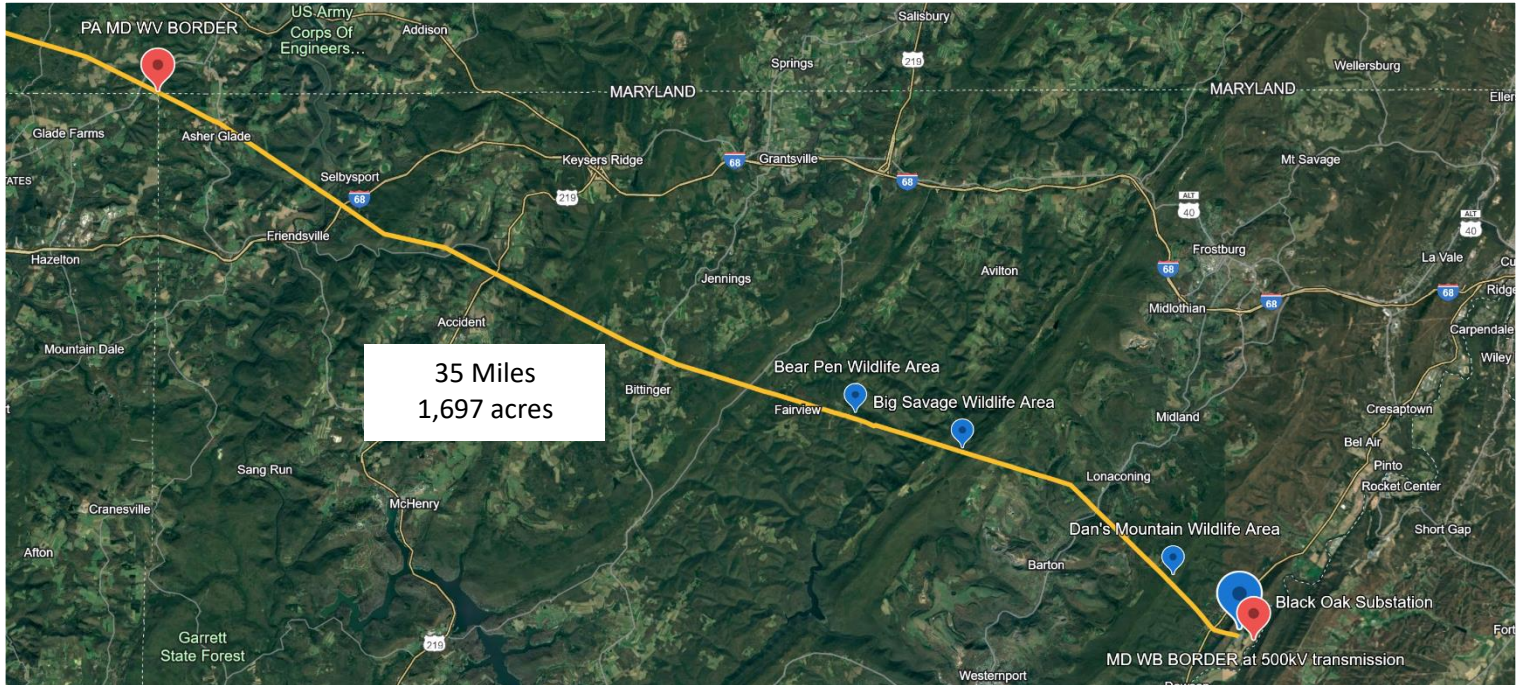 PA MD WV BORDER
US Army
Corps Of
Engineers...
Addison
Salisbury
219
Springs
Wellersburg
MARYLAND
MARYLAND
Glade Farms
Asher Glade
Keysers Ridge
68
Grantsville
Mt Savage
TATES
Selbysport
68
219
68
ALT
40
ALT
40
Friendsville
Hazelton
Frostburg
La Vale
Jennings
Avilton
68
68
68
Midlothian
Accident
Carpendale
Mountain Dale
Wiley
35 Miles
1,697 acres
Bittinger
Bear Pen Wildlife Area
Fairview
Big Savage Wildlife Area
Midland
Cresaptown
Bel Air
Pinto
Sang Run
Lonaconing
Rocket Center
McHenry
Cranesville
Dan's Mountain Wildlife Area
Short Gap
Afton
Barton
Black Oak Substation
Garrett
State Forest
219
MD WB BORDER at 500kV transmission
Westernport